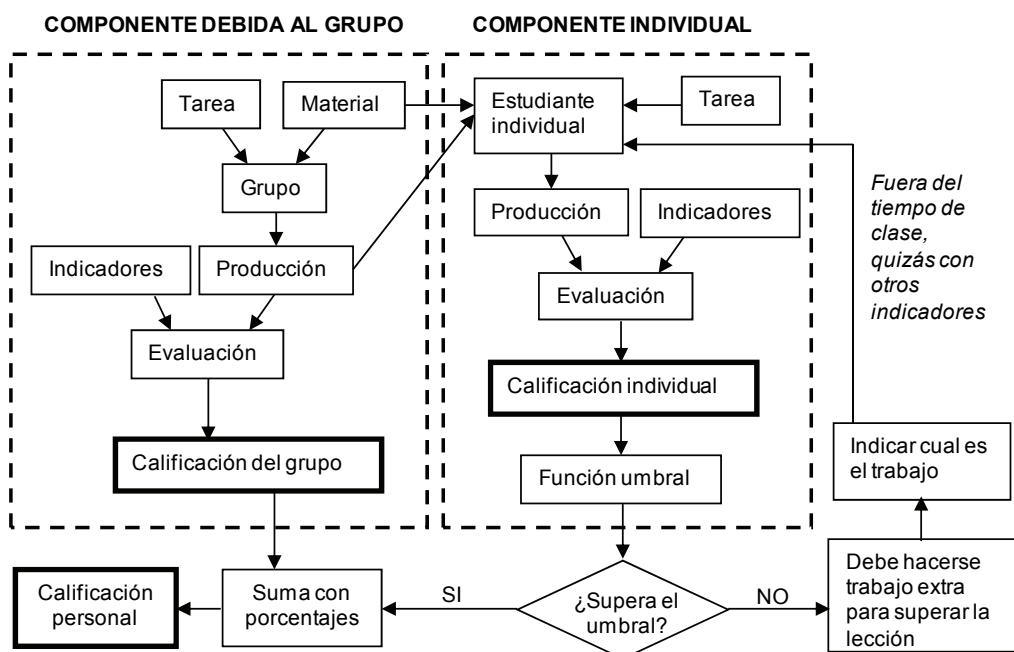 COMPONENTE DEBIDA AL GRUPO
COMPONENTE INDIVIDUAL
Tarea
Material
Grupo
Indicadores
Producción
Evaluación
Calificación del grupo
Estudiante
individual
Tarea
Producción
Indicadores
Evaluación
Calificación individual
Función umbral
Fuera del
tiempo de
clase,
quizás con
otros
indicadores
Indicar cual es
el trabajo
Calificación
personal
Suma con
porcentajes
SI
¿Supera el
umbral?
NO
Debe hacerse
trabajo extra
para superar la
lección